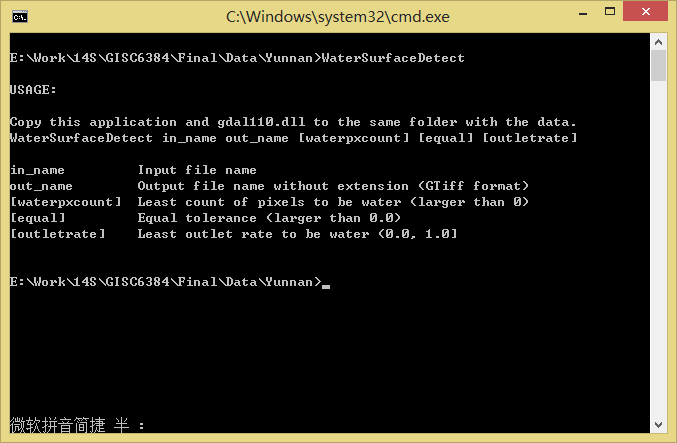 C:\Windows\system32\cmd.exe
E:\Work\14S\GISC6384\Final\Data\Yunnan>WaterSurfaceDetect
USAGE:
Copy this application and gdal110.dll to the same folder with the data.
WaterSurfaceDetect in_name out_name [waterpxcount] [equal] [outletrate]
in_name Input file name
out_name Output file name without extension (GTiff format)
[waterpxcount] Least count of pixels to be water (larger than 0)
[equal] Equal tolerance (larger than 0.0)
[outletrate] Least outlet rate to be water (0.0, 1.0]
E:\Work\14S\GISC6384\Final\Data\Yunnan>_
微软拼音简捷 半 :